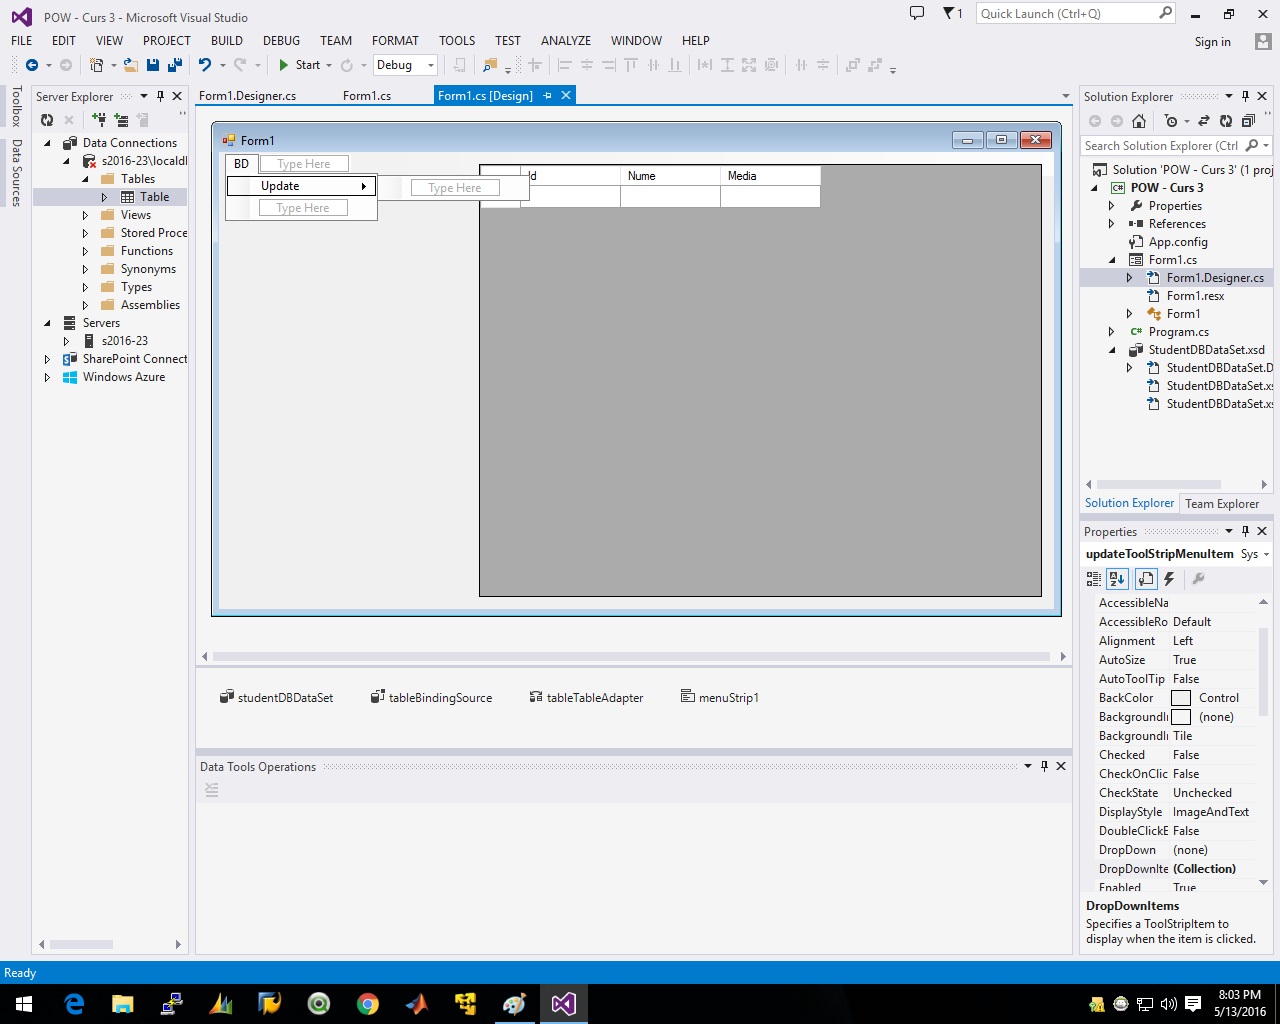 POW - Curs 3 - Microsoft Visual Studio
1
Quick Launch (Ctrl+Q)
FILE EDIT VIEW PROJECT BUILD DEBUG TEAM FORMAT TOOLS TEST ANALYZE WINDOW HELP
Sign in
Start Debug
Toolbox
Data Sources
Server Explorer
Data Connections
s2016-23\localdl
Tables
Table
Views
Stored Proce
Functions
Synonyms
Types
Assemblies
Servers
s2016-23
SharePoint Connect
Windows Azure
Form1.Designer.cs Form1.cs Form1.cs [Design]
Form1
BD Type Here
Update Type Here
Type Here
Id Nume Media
studentDBDataSet tableBindingSource tableTableAdapter menuStrip1
Data Tools Operations
Solution Explorer
Search Solution Explorer (Ctrl
Solution 'POW - Curs 3' (1 proj
POW - Curs 3
Properties
References
App.config
Form1.cs
Form1.Designer.cs
Form1.resx
Form1
Program.cs
StudentDBDataSet.xsd
StudentDBDataSet.D
StudentDBDataSet.xs
StudentDBDataSet.xs
Solution Explorer Team Explorer
Properties
updateToolStripMenuItem Sys
AccessibleNa
AccessibleRo Default
Alignment Left
AutoSize True
AutoToolTip False
BackColor Control
BackgroundI (none)
BackgroundI Tile
Checked False
CheckOnClic False
CheckState Unchecked
DisplayStyle ImageAndText
DoubleClickE False
DropDown (none)
DropDownIte (Collection)
Enabled True
DropDownItems
Specifies a ToolStripItem to
display when the item is clicked.
Ready
8:03 PM
5/13/2016